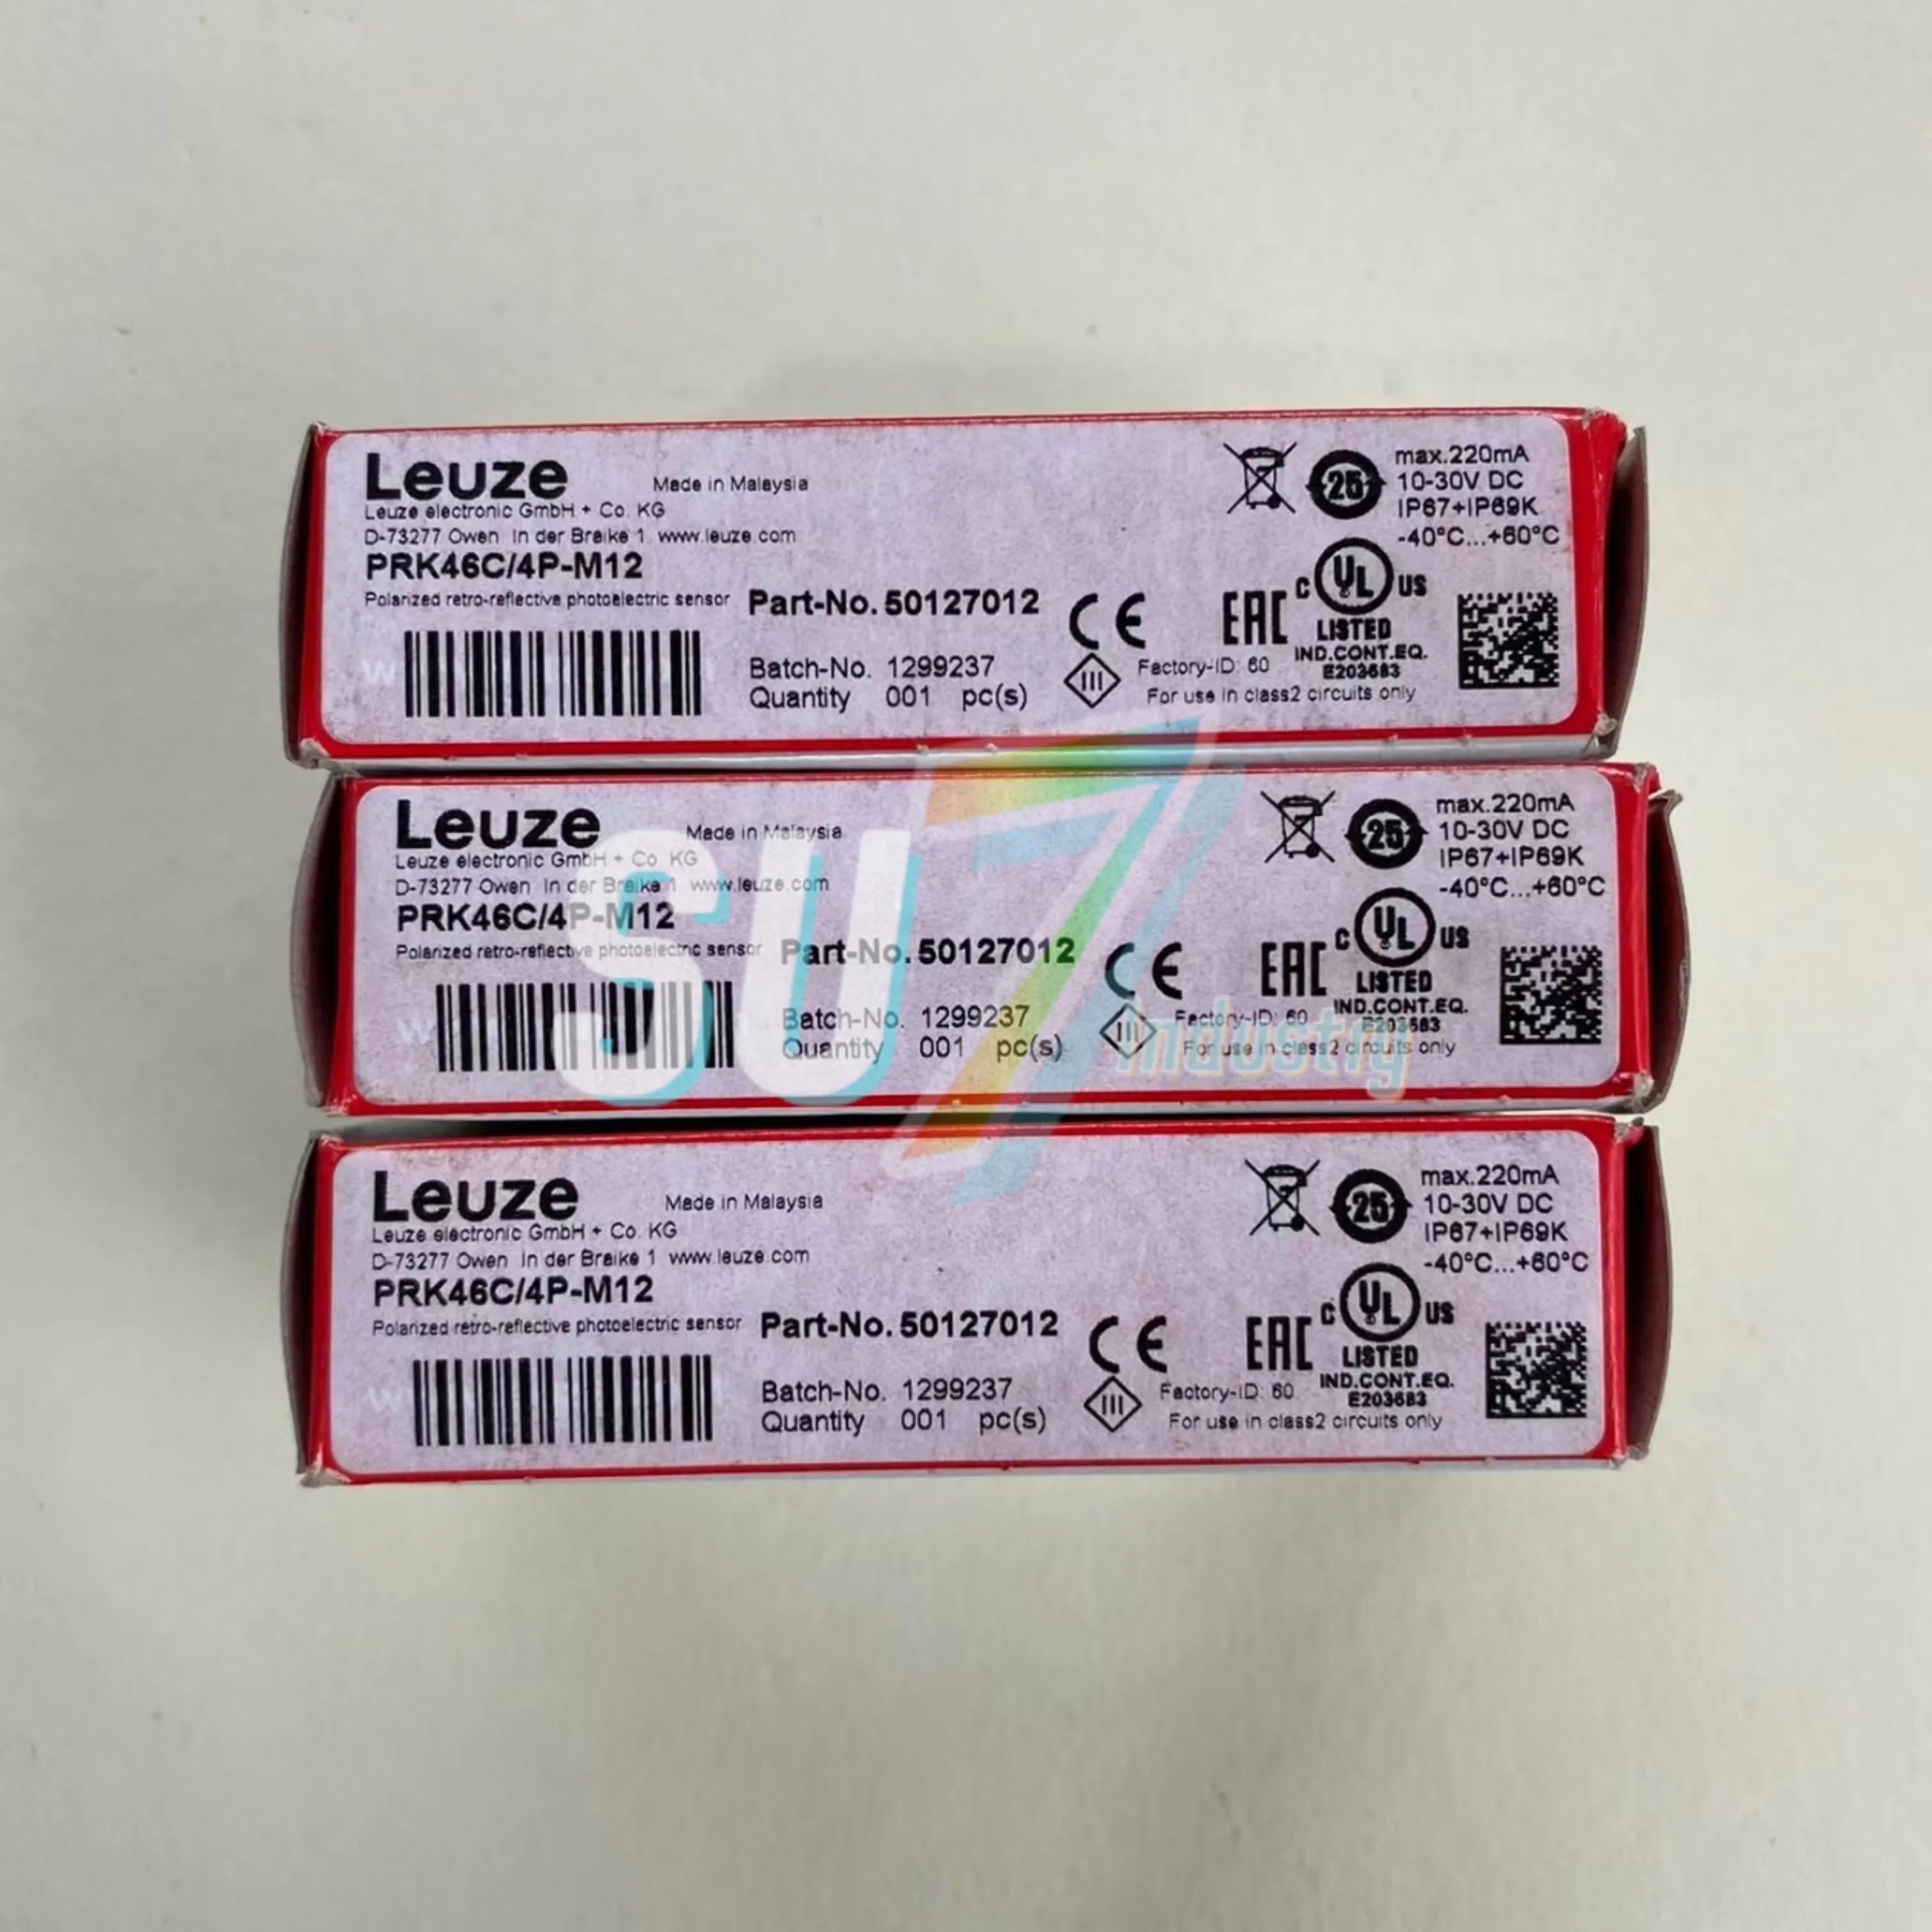 Leuze Made in Malaysia
Leuze electronic GmbH + Co. KG
D-73277 Owen In der Braike 1 www.leuze.com
PRK46C/4P-M12
Polarized retro-reflective photoelectric sensor
Part-No. 50127012
Batch-No. 1299237
Quantity 001 pc(s)
CE
III
Factory-ID: 60
For use in class2 circuits only
EAC
25
max.220mA
10-30V DC
IP67+IP69K
-40°C...+60°C
C UL US
LISTED
IND.CONT.EQ.
E203683
Leuze Made in Malaysia
Leuze electronic GmbH + Co. KG
D-73277 Owen In der Braike 1 www.leuze.com
PRK46C/4P-M12
Polarized retro-reflective photoelectric sensor
Part-No. 50127012
Batch-No. 1299237
Quantity 001 pc(s)
CE
III
Factory-ID: 60
For use in class2 circuits only
EAC
25
max.220mA
10-30V DC
IP67+IP69K
-40°C...+60°C
C UL US
LISTED
IND.CONT.EQ.
E203683
SU7
industry
Leuze Made in Malaysia
Leuze electronic GmbH + Co. KG
D-73277 Owen In der Braike 1 www.leuze.com
PRK46C/4P-M12
Polarized retro-reflective photoelectric sensor
Part-No. 50127012
Batch-No. 1299237
Quantity 001 pc(s)
CE
III
Factory-ID: 60
For use in class2 circuits only
EAC
25
max.220mA
10-30V DC
IP67+IP69K
-40°C...+60°C
C UL US
LISTED
IND.CONT.EQ.
E203683